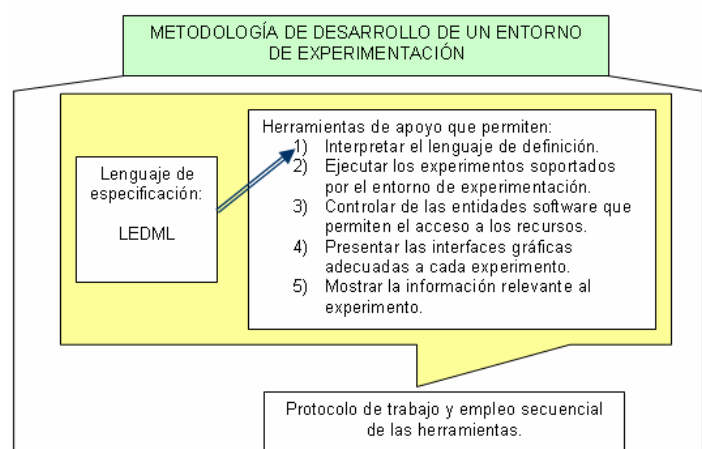 METODOLOGÍA DE DESARROLLO DE UN ENTORNO
DE EXPERIMENTACIÓN
Lenguaje de
especificación:
LEDML
Herramientas de apoyo que permiten:
1) Interpretar el lenguaje de definición.
2) Ejecutar los experimentos soportados
por el entorno de experimentación.
3) Controlar de las entidades software que
permiten el acceso a los recursos.
4) Presentar las interfaces gráficas
adecuadas a cada experimento.
5) Mostrar la información relevante al
experimento.
Protocolo de trabajo y empleo secuencial
de las herramientas.